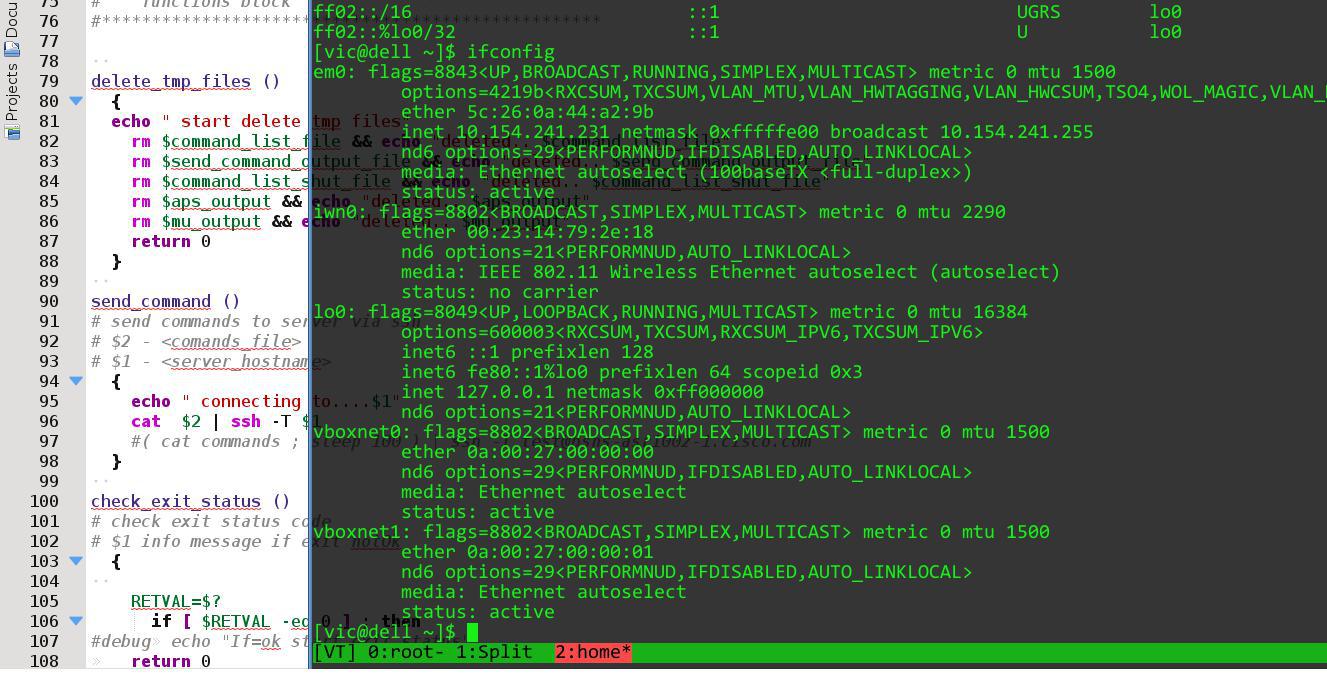 Docu
Projects
75 # functions block
76 #**************************************************
77
78
79 delete_tmp_files ()
80 {
81 echo " start delete tmp files
82 rm $command_list_file && echo "deleted.. $command_list_file
83 rm $send_command_output_file && echo "deleted.. $send_command_output_file
84 rm $command_list_shut_file && echo "deleted.. $command_list_shut_file"
85 rm $aps_output && echo "deleted.. $aps_output"
86 rm $mu_output && echo "deleted.. $mu_output"
87 return 0
88 }
89
90 send_command ()
91 # send commands to server via ssh
92 # $2 - <comands_file>
93 # $1 - <server_hostname>
94 {
95 echo " connecting to....$1"
96 cat $2 | ssh -T $1
97 #( cat commands ; sleep 100 ) |
98 }
99
100 check_exit_status ()
101 # check exit status code
102 # $1 info message if exit notOk
103 {
104
105 RETVAL=$?
106 if [ $RETVAL -eq 0 ] ; then
107 #debug echo "If=ok st
108 return 0
ff02::/16 ::1 UGRS lo0
ff02::%lo0/32 ::1 U lo0
[vic@dell ~]$ ifconfig
em0: flags=8843<UP,BROADCAST,RUNNING,SIMPLEX,MULTICAST> metric 0 mtu 1500
options=4219b<RXCSUM,TXCSUM,VLAN_MTU,VLAN_HWTAGGING,VLAN_HWCSUM,TSO4,WOL_MAGIC,VLAN_
ether 5c:26:0a:44:a2:9b
inet 10.154.241.231 netmask 0xfffffe00 broadcast 10.154.241.255
nd6 options=29<PERFORMNUD,IFDISABLED,AUTO_LINKLOCAL>
media: Ethernet autoselect (100baseTX <full-duplex>)
status: active
iwn0: flags=8802<BROADCAST,SIMPLEX,MULTICAST> metric 0 mtu 2290
ether 00:23:14:79:2e:18
nd6 options=21<PERFORMNUD,AUTO_LINKLOCAL>
media: IEEE 802.11 Wireless Ethernet autoselect (autoselect)
status: no carrier
lo0: flags=8049<UP,LOOPBACK,RUNNING,MULTICAST> metric 0 mtu 16384
options=600003<RXCSUM,TXCSUM,RXCSUM_IPV6,TXCSUM_IPV6>
inet6 ::1 prefixlen 128
inet6 fe80::1%lo0 prefixlen 64 scopeid 0x3
inet 127.0.0.1 netmask 0xff000000
nd6 options=21<PERFORMNUD,AUTO_LINKLOCAL>
vboxnet0: flags=8802<BROADCAST,SIMPLEX,MULTICAST> metric 0 mtu 1500
ether 0a:00:27:00:00:00
nd6 options=29<PERFORMNUD,IFDISABLED,AUTO_LINKLOCAL>
media: Ethernet autoselect
status: active
vboxnet1: flags=8802<BROADCAST,SIMPLEX,MULTICAST> metric 0 mtu 1500
ether 0a:00:27:00:00:01
nd6 options=29<PERFORMNUD,IFDISABLED,AUTO_LINKLOCAL>
media: Ethernet autoselect
status: active
[vic@dell ~]$
[VT] 0:root- 1:Split 2:home*